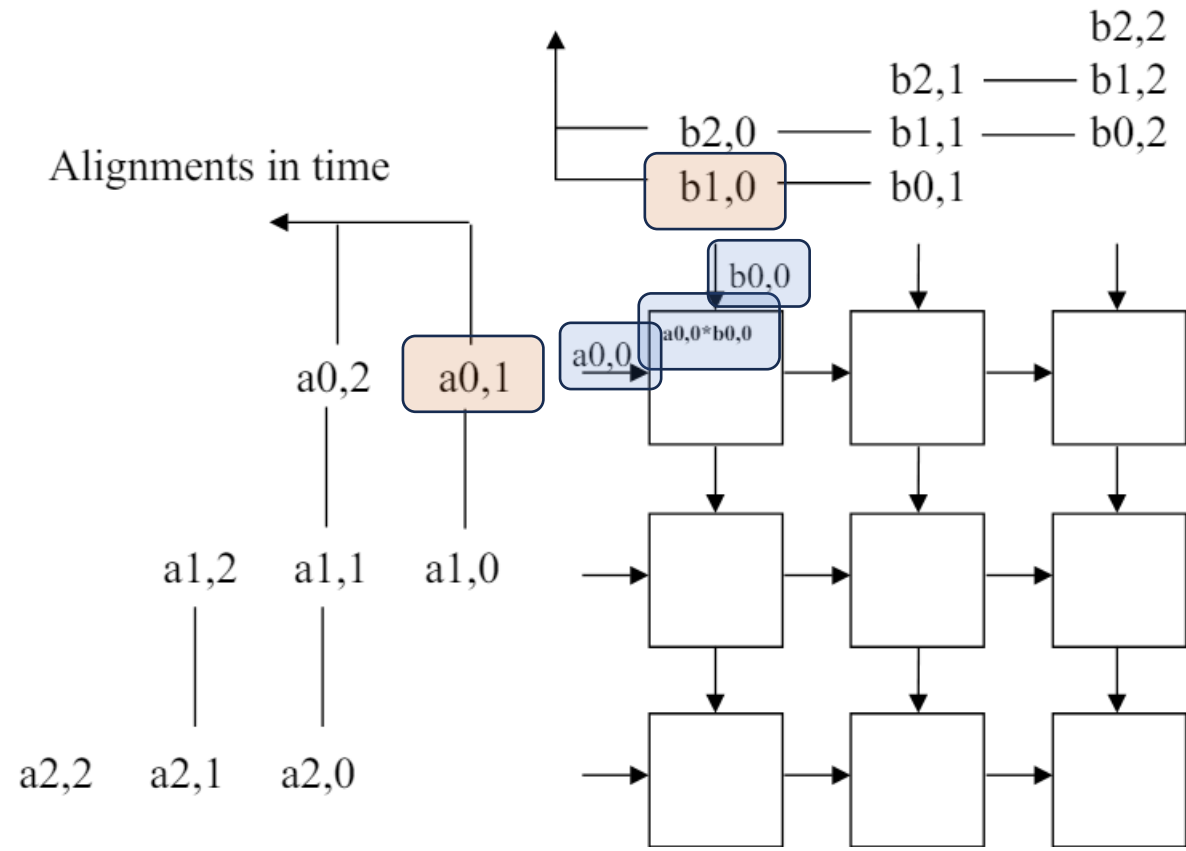 b2,2
b2,1 b1,2
b2,0 b1,1 b0,2
Alignments in time
b1,0 b0,1
b0,0
a0,0*b0,0
a0,0
a0,2 a0,1
a1,2 a1,1 a1,0
a2,2 a2,1 a2,0